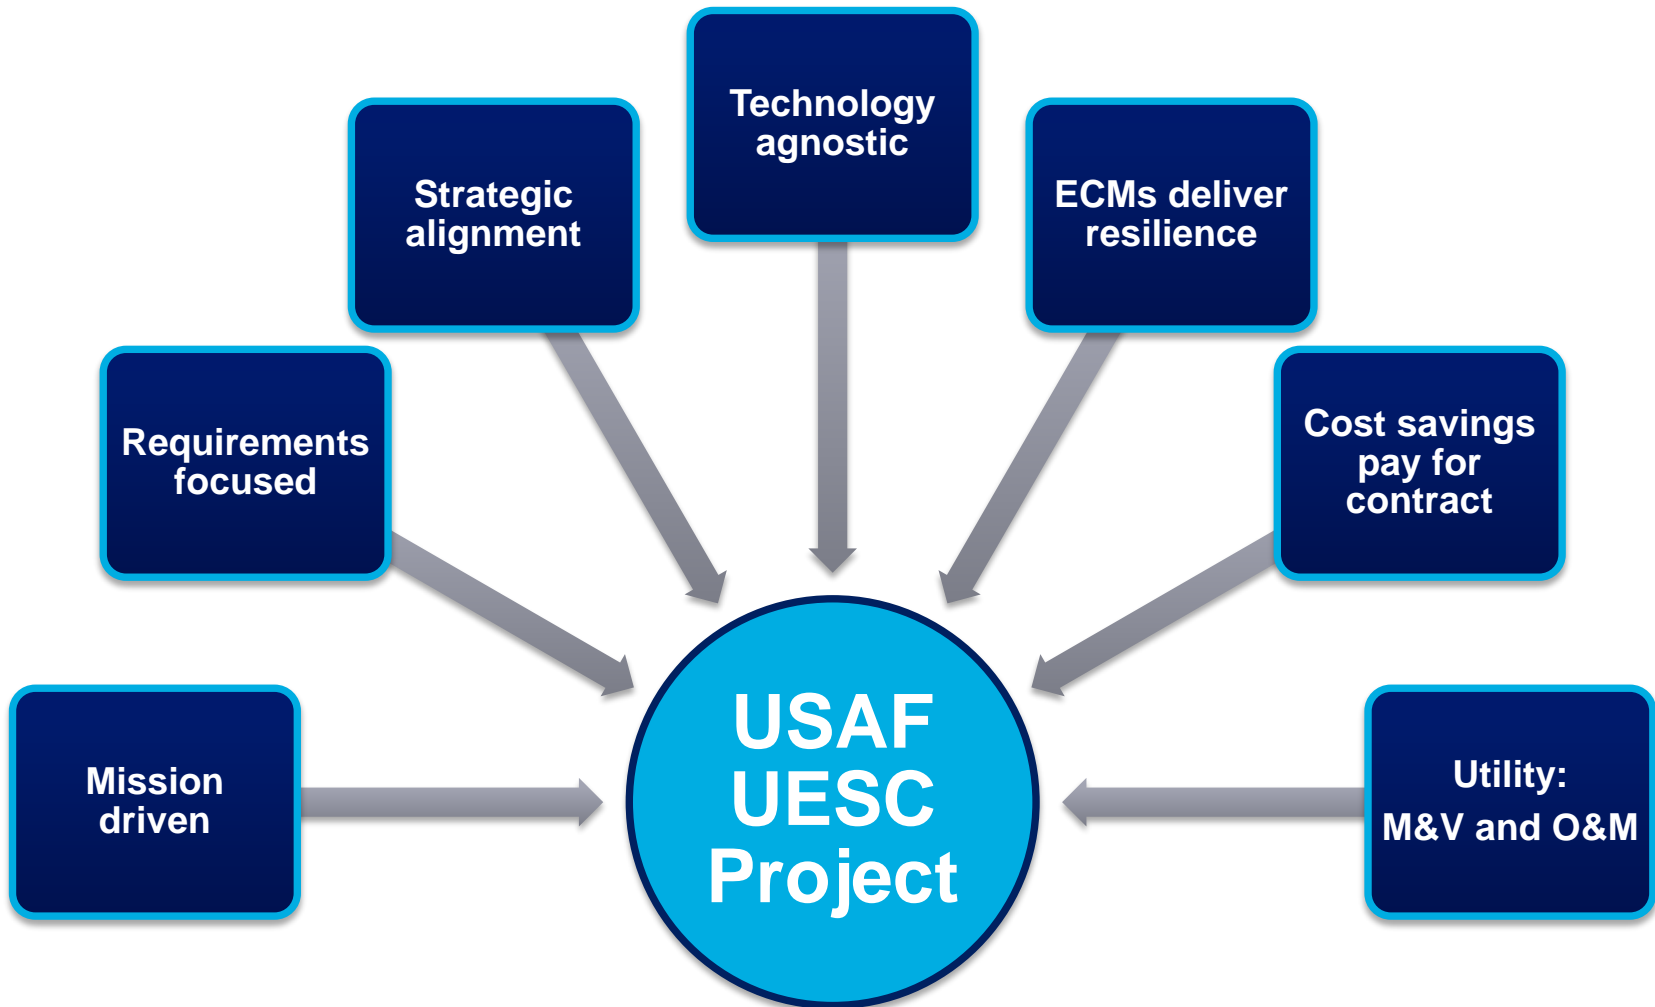 Technology
agnostic
Strategic
alignment
ECMs deliver
resilience
Requirements
focused
Cost savings
pay for
contract
Mission
driven
USAF
UESC
Project
Utility:
M&V and O&M